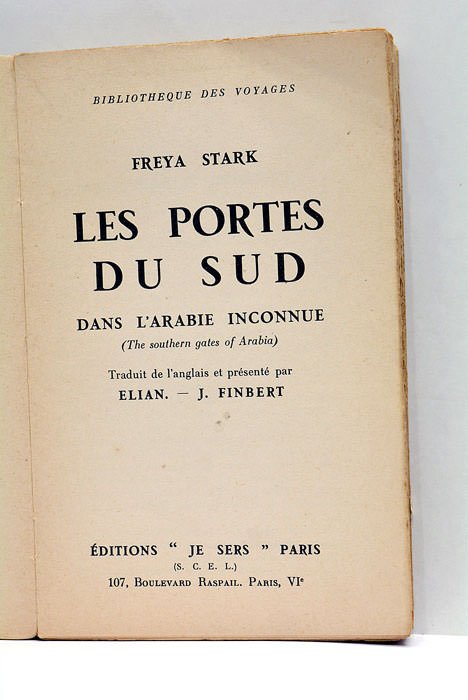 BIBLIOTHEQUE DES VOYAGES
FREYA STARK
LES PORTES
DU SUD
DANS L'ARABIE INCONNUE
(The southern gates of Arabia)
Traduit de l'anglais et présenté par
ELIAN. — J. FINBERT
ÉDITIONS “ JE SERS ” PARIS
(S. C. E. L.)
107, Boulevard Raspail. Paris, VIe